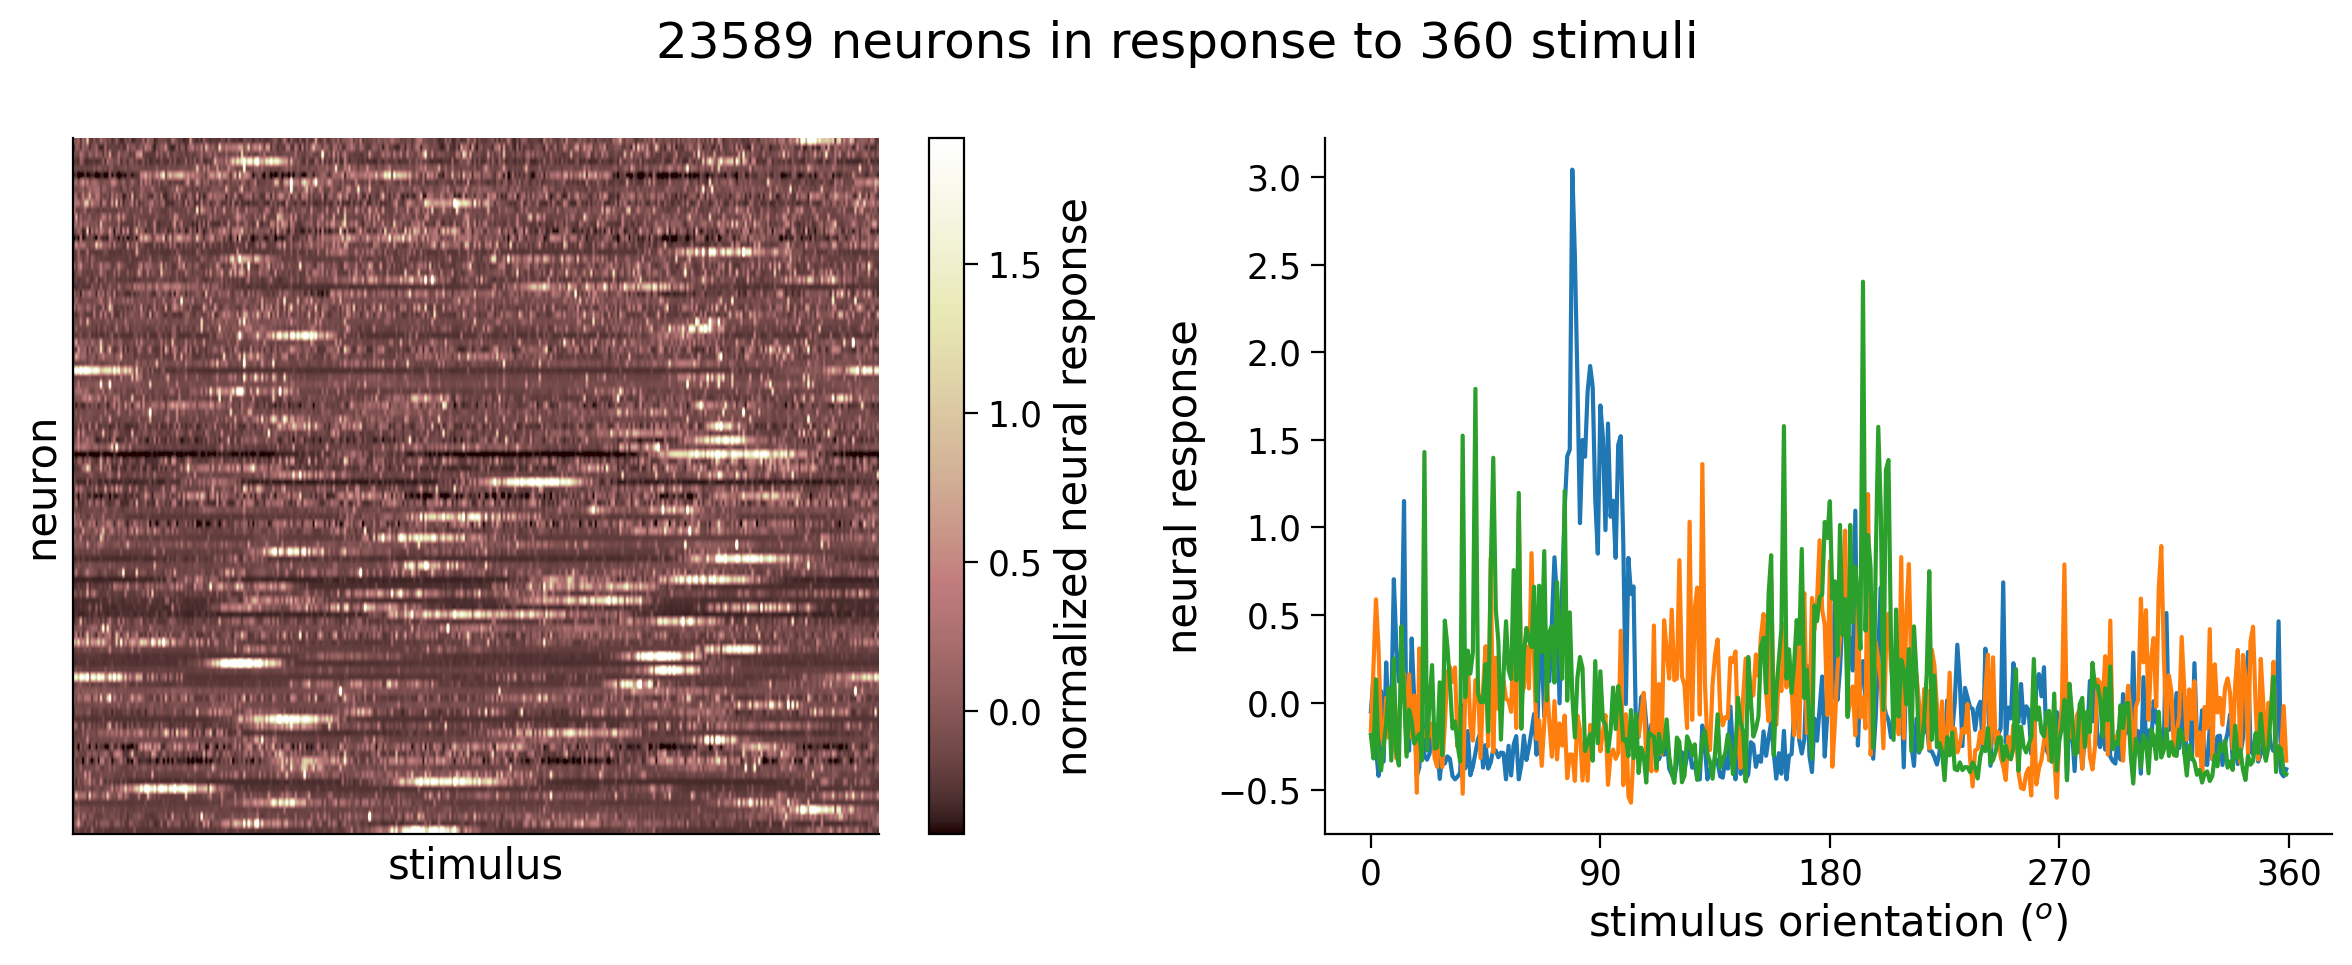 23589 neurons in response to 360 stimuli
neuron
stimulus
1.5
1.0
0.5
0.0
normalized neural response
neural response
3.0
2.5
2.0
1.5
1.0
0.5
0.0
−0.5
0 90 180 270 360
stimulus orientation (o)